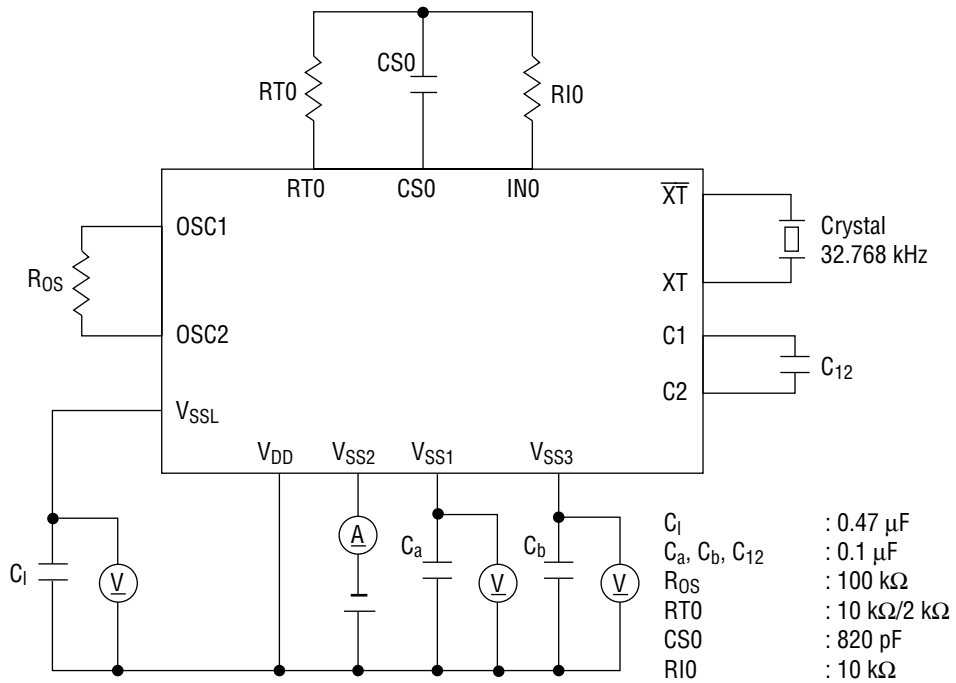 CS0
RT0
RI0
RT0 CS0 IN0
XT
Crystal
32.768 kHz
OSC1
R_OS
XT
OSC2
C1
C_12
C2
V_SSL
V_DD V_SS2 V_SS1 V_SS3
A
C_l
V
C_a
V
C_b
V
C_l : 0.47 μF
C_a, C_b, C_12 : 0.1 μF
R_OS : 100 kΩ
RT0 : 10 kΩ/2 kΩ
CS0 : 820 pF
RI0 : 10 kΩ